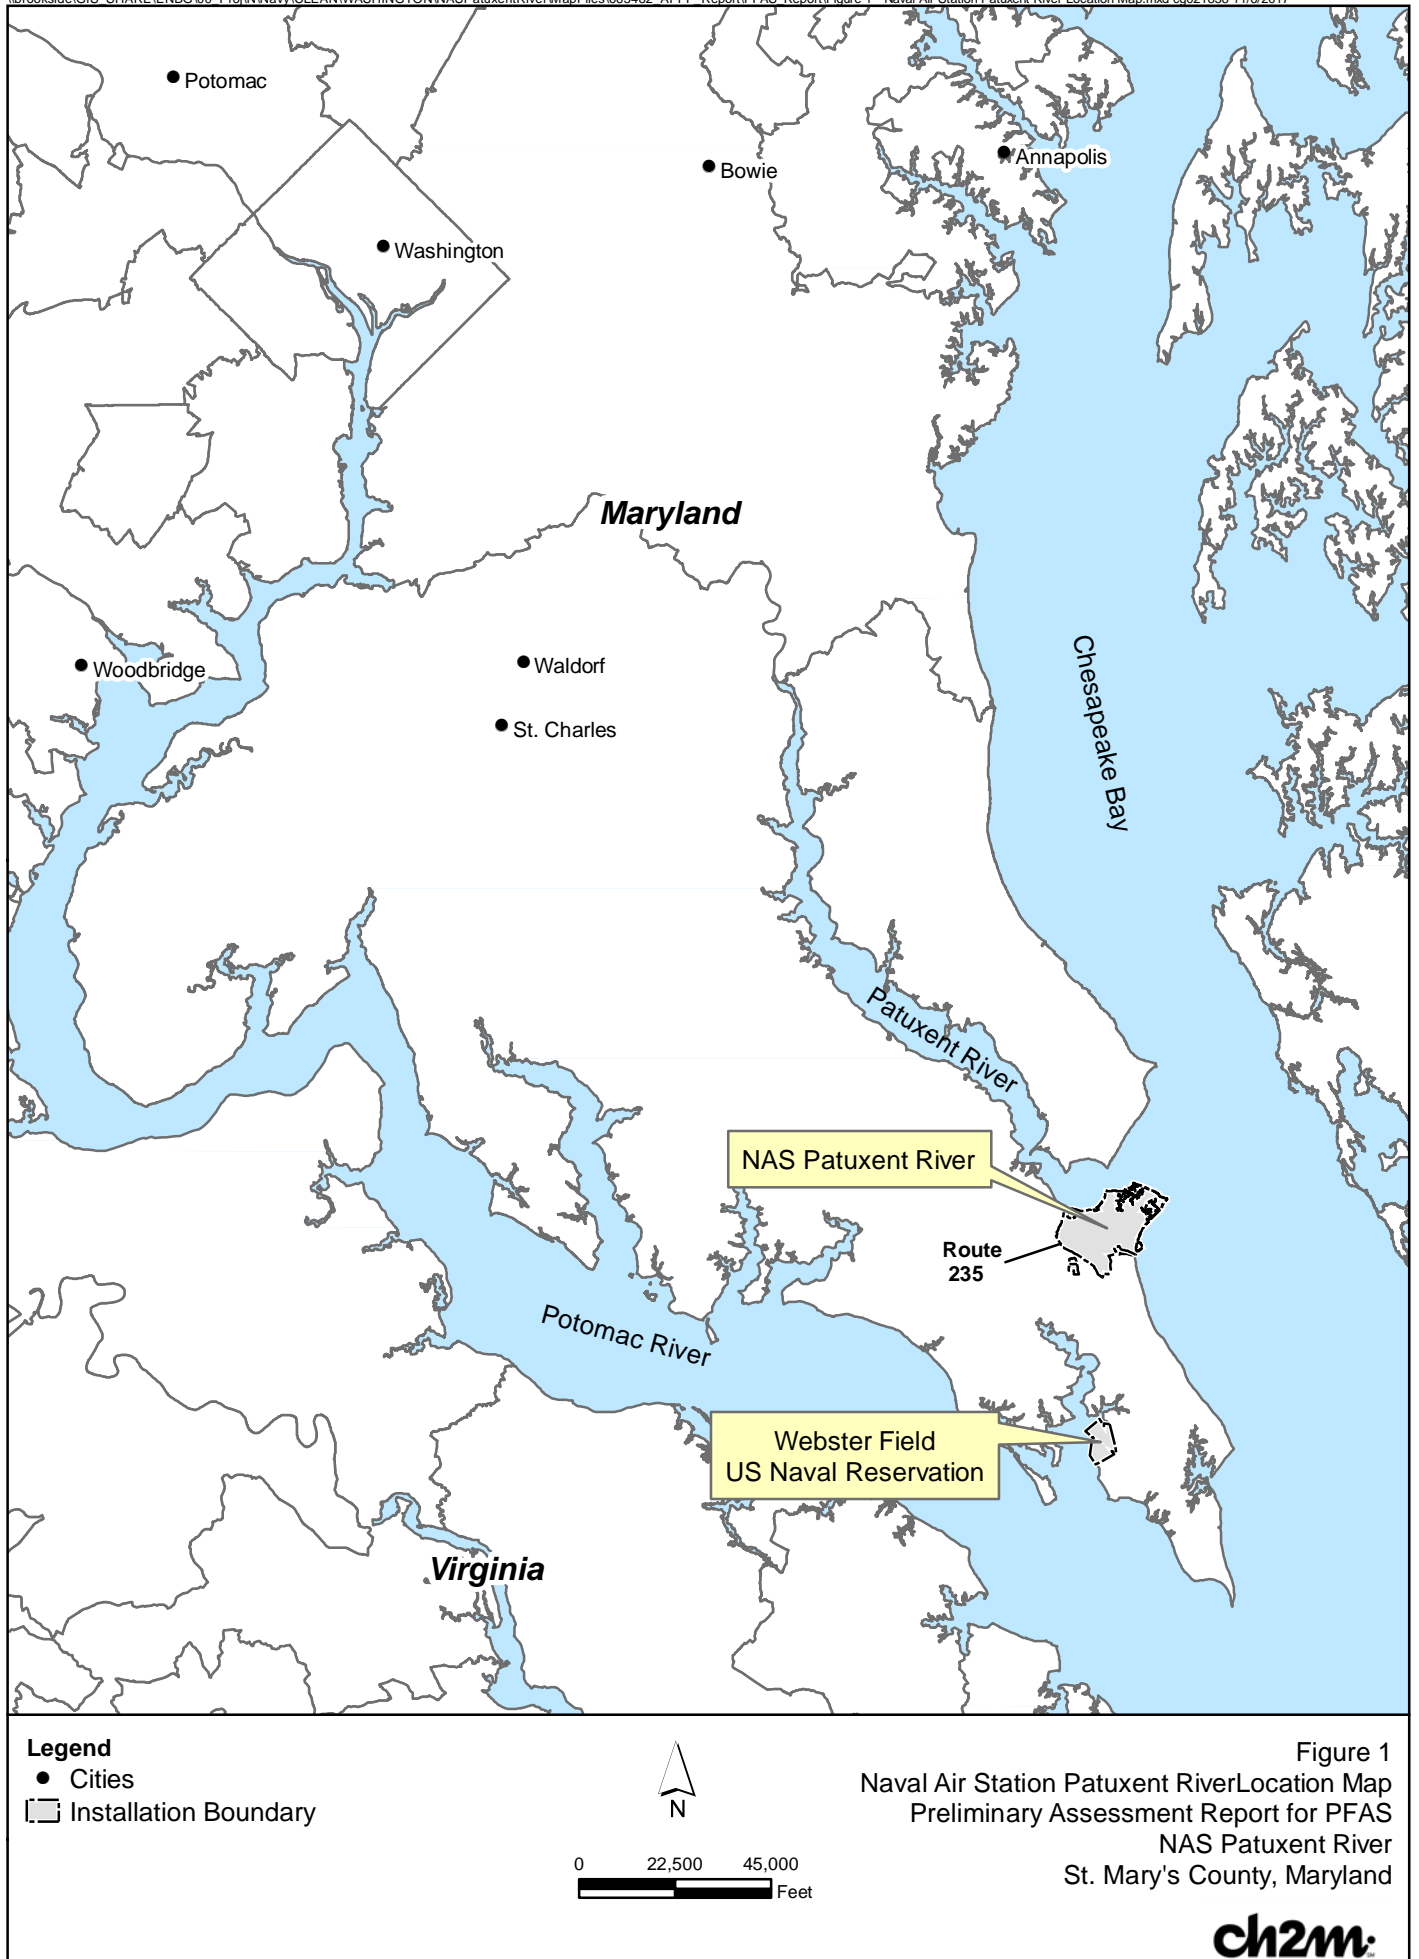 Potomac
Bowie
Annapolis
Washington
Maryland
Woodbridge
Waldorf
St. Charles
Chesapeake Bay
Patuxent River
NAS Patuxent River
Route
235
Potomac River
Webster Field
US Naval Reservation
Virginia
Legend
Cities
Installation Boundary
N
0 22,500 45,000
Feet
Figure 1
Naval Air Station Patuxent RiverLocation Map
Preliminary Assessment Report for PFAS
NAS Patuxent River
St. Mary's County, Maryland
ch2m: